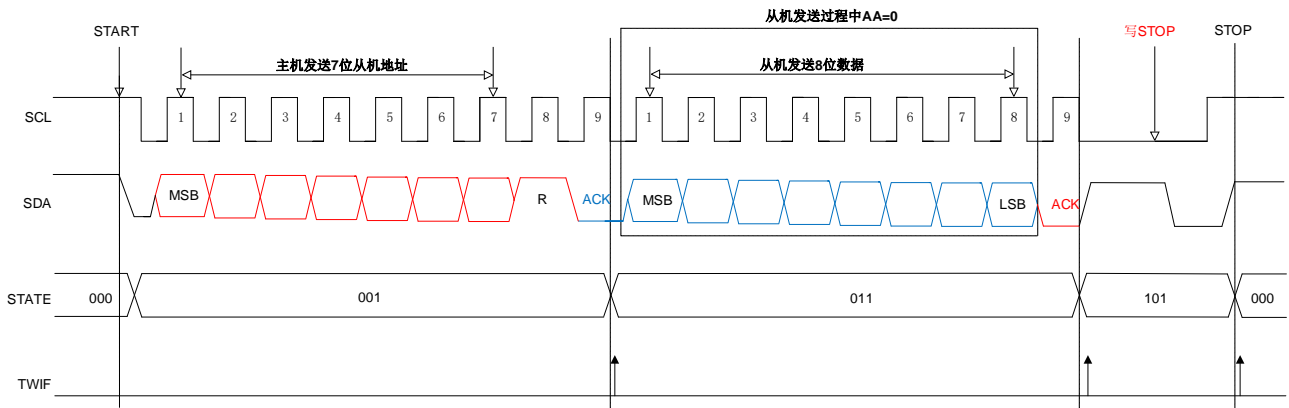 从机发送过程中AA=0
START
写STOP
STOP
主机发送7位从机地址
从机发送8位数据
SCL
1 2 3 4 5 6 7 8 9 1 2 3 4 5 6 7 8 9
SDA
MSB R ACK MSB LSB ACK
STATE
000 001 011 101 000
TWIF